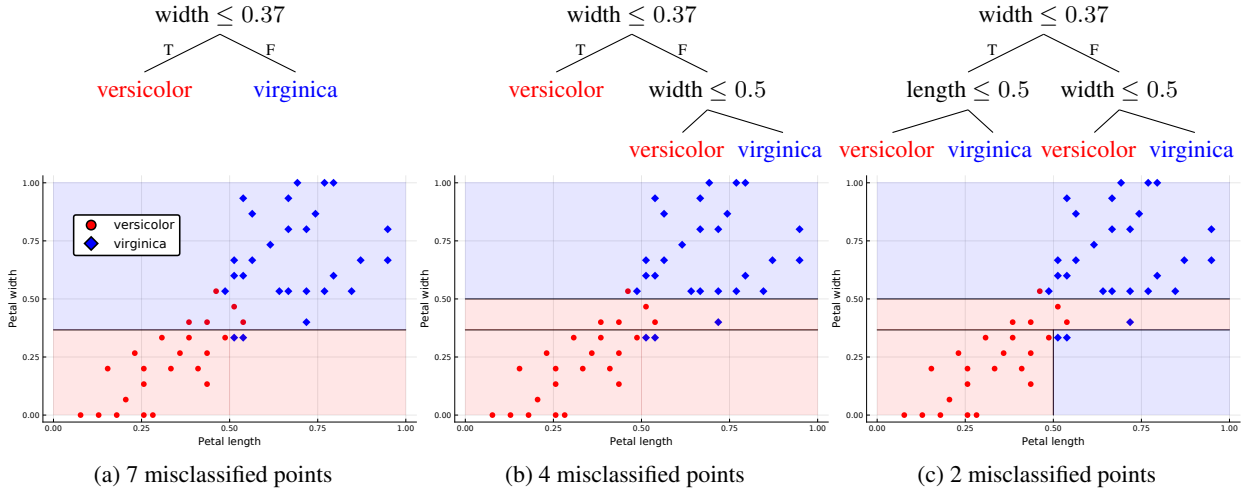 width ≤ 0.37
T F
versicolor virginica
1.00
0.75
0.50
0.25
0.00
Petal width
versicolor
virginica
0.00 0.25 0.50 0.75 1.00
Petal length
(a) 7 misclassified points
width ≤ 0.37
T F
versicolor width ≤ 0.5
versicolor virginica
1.00
0.75
0.50
0.25
0.00
Petal width
0.00 0.25 0.50 0.75 1.00
Petal length
(b) 4 misclassified points
width ≤ 0.37
T F
length ≤ 0.5 width ≤ 0.5
versicolor virginica versicolor virginica
1.00
0.75
0.50
0.25
0.00
Petal width
0.00 0.25 0.50 0.75 1.00
Petal length
(c) 2 misclassified points